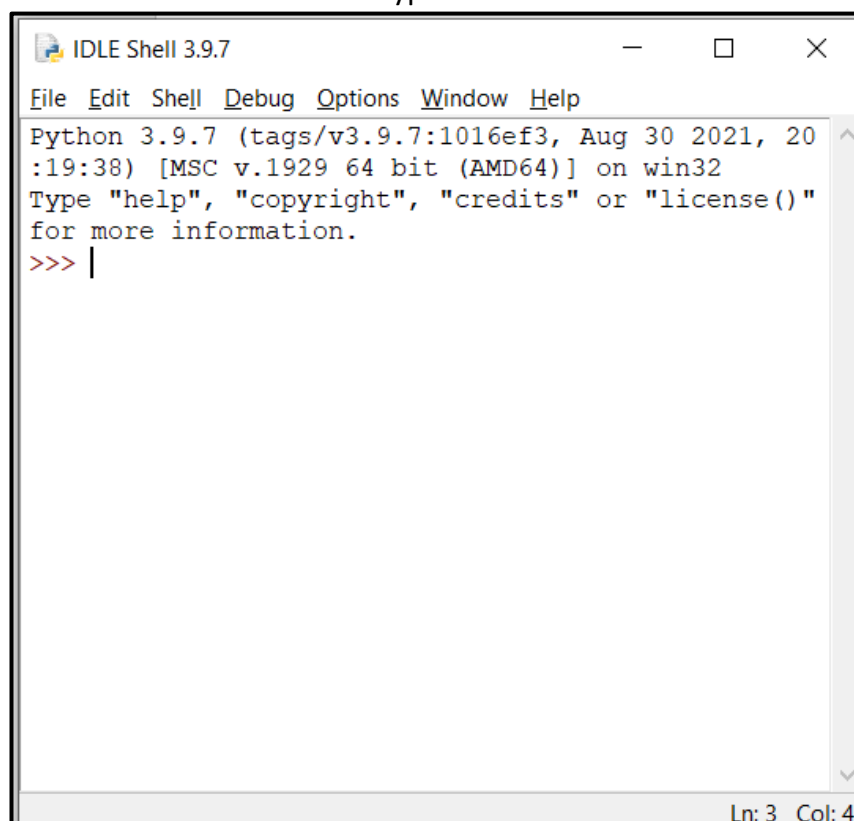 yp
IDLE Shell 3.9.7
File Edit Shell Debug Options Window Help
Python 3.9.7 (tags/v3.9.7:1016ef3, Aug 30 2021, 20
:19:38) [MSC v.1929 64 bit (AMD64)] on win32
Type "help", "copyright", "credits" or "license()"
for more information.
>>>
Ln: 3 Col: 4